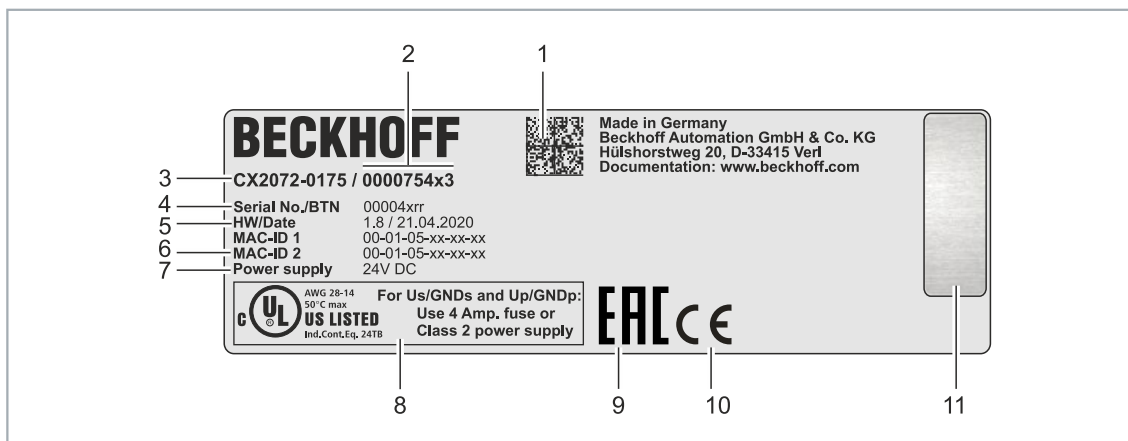 2 1
BECKHOFF
Made in Germany
Beckhoff Automation GmbH & Co. KG
Hülshorstweg 20, D-33415 Verl
Documentation: www.beckhoff.com
3 CX2072-0175 / 0000754x3
4 Serial No./BTN 00004xrr
5 HW/Date 1.8 / 21.04.2020
MAC-ID 1 00-01-05-xx-xx-xx
6 MAC-ID 2 00-01-05-xx-xx-xx
7 Power supply 24V DC
C UL ®
AWG 28-14
50°C max
US LISTED
Ind.Cont.Eq. 24TB
For Us/GNDs and Up/GNDp:
Use 4 Amp. fuse or
Class 2 power supply
EAC CE
8 9 10 11